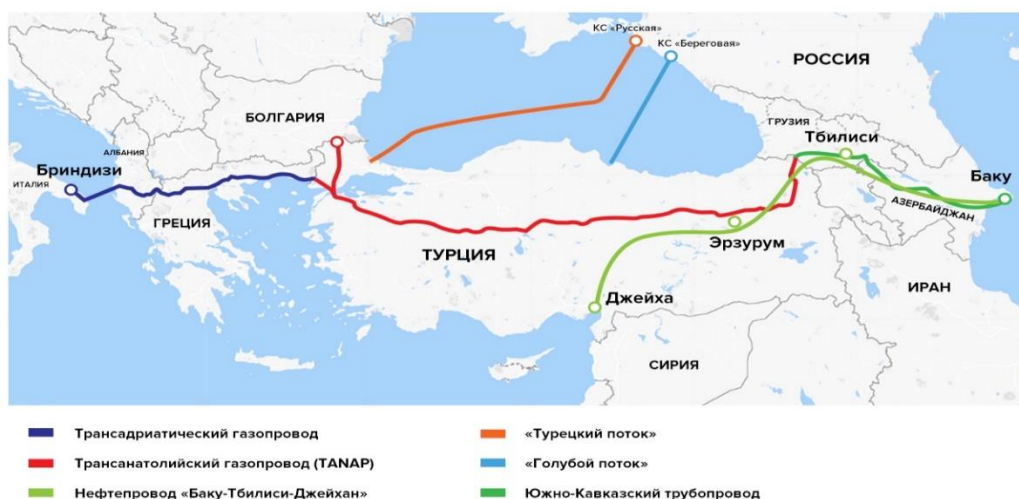 КС «Русская»
КС «Береговая»
РОССИЯ
БОЛГАРИЯ
ГРУЗИЯ
Тбилиси
АЛБАНИЯ
Бриндизи
ИТАЛИЯ
Баку
АЗЕРБАЙДЖАН
ГРЕЦИЯ
ТУРЦИЯ
Эрзурум
Джейха
ИРАН
СИРИЯ
Трансадриатический газопровод
Трансанатолийский газопровод (TANAP)
Нефтепровод «Баку-Тбилиси-Джейхан»
«Турецкий поток»
«Голубой поток»
Южно-Кавказский трубопровод